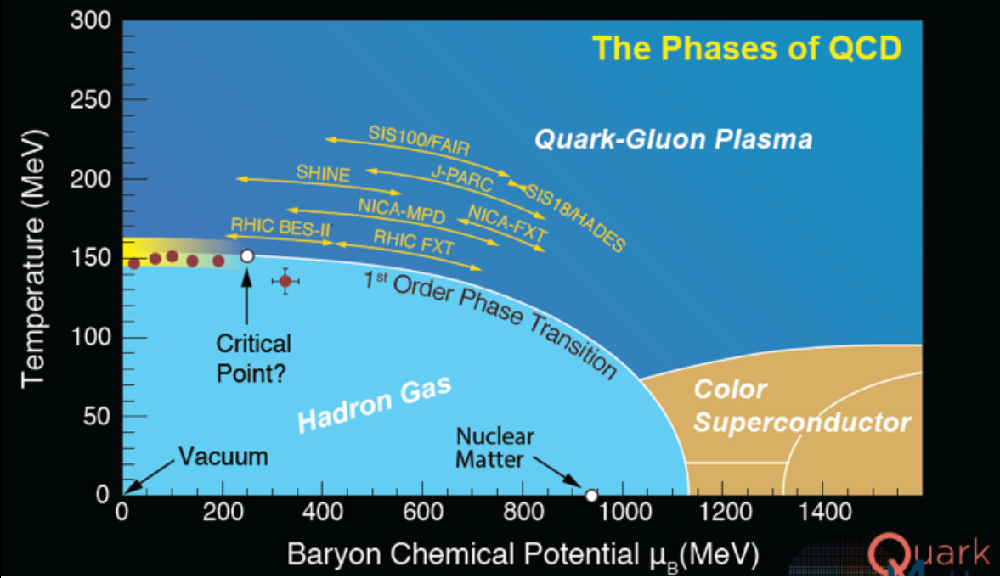 The Phases of QCD
Temperature (MeV)
300
250
200
150
100
50
0
Quark-Gluon Plasma
SIS100/FAIR
SHINE
J-PARC
SIS18/HADES
NICA-MPD
NICA-FXT
RHIC BES-II
RHIC FXT
1st Order Phase Transition
Critical
Point?
Hadron Gas
Color
Superconductor
Nuclear
Matter
Vacuum
0 200 400 600 800 1000 1200 1400
Baryon Chemical Potential μB(MeV)
Quark